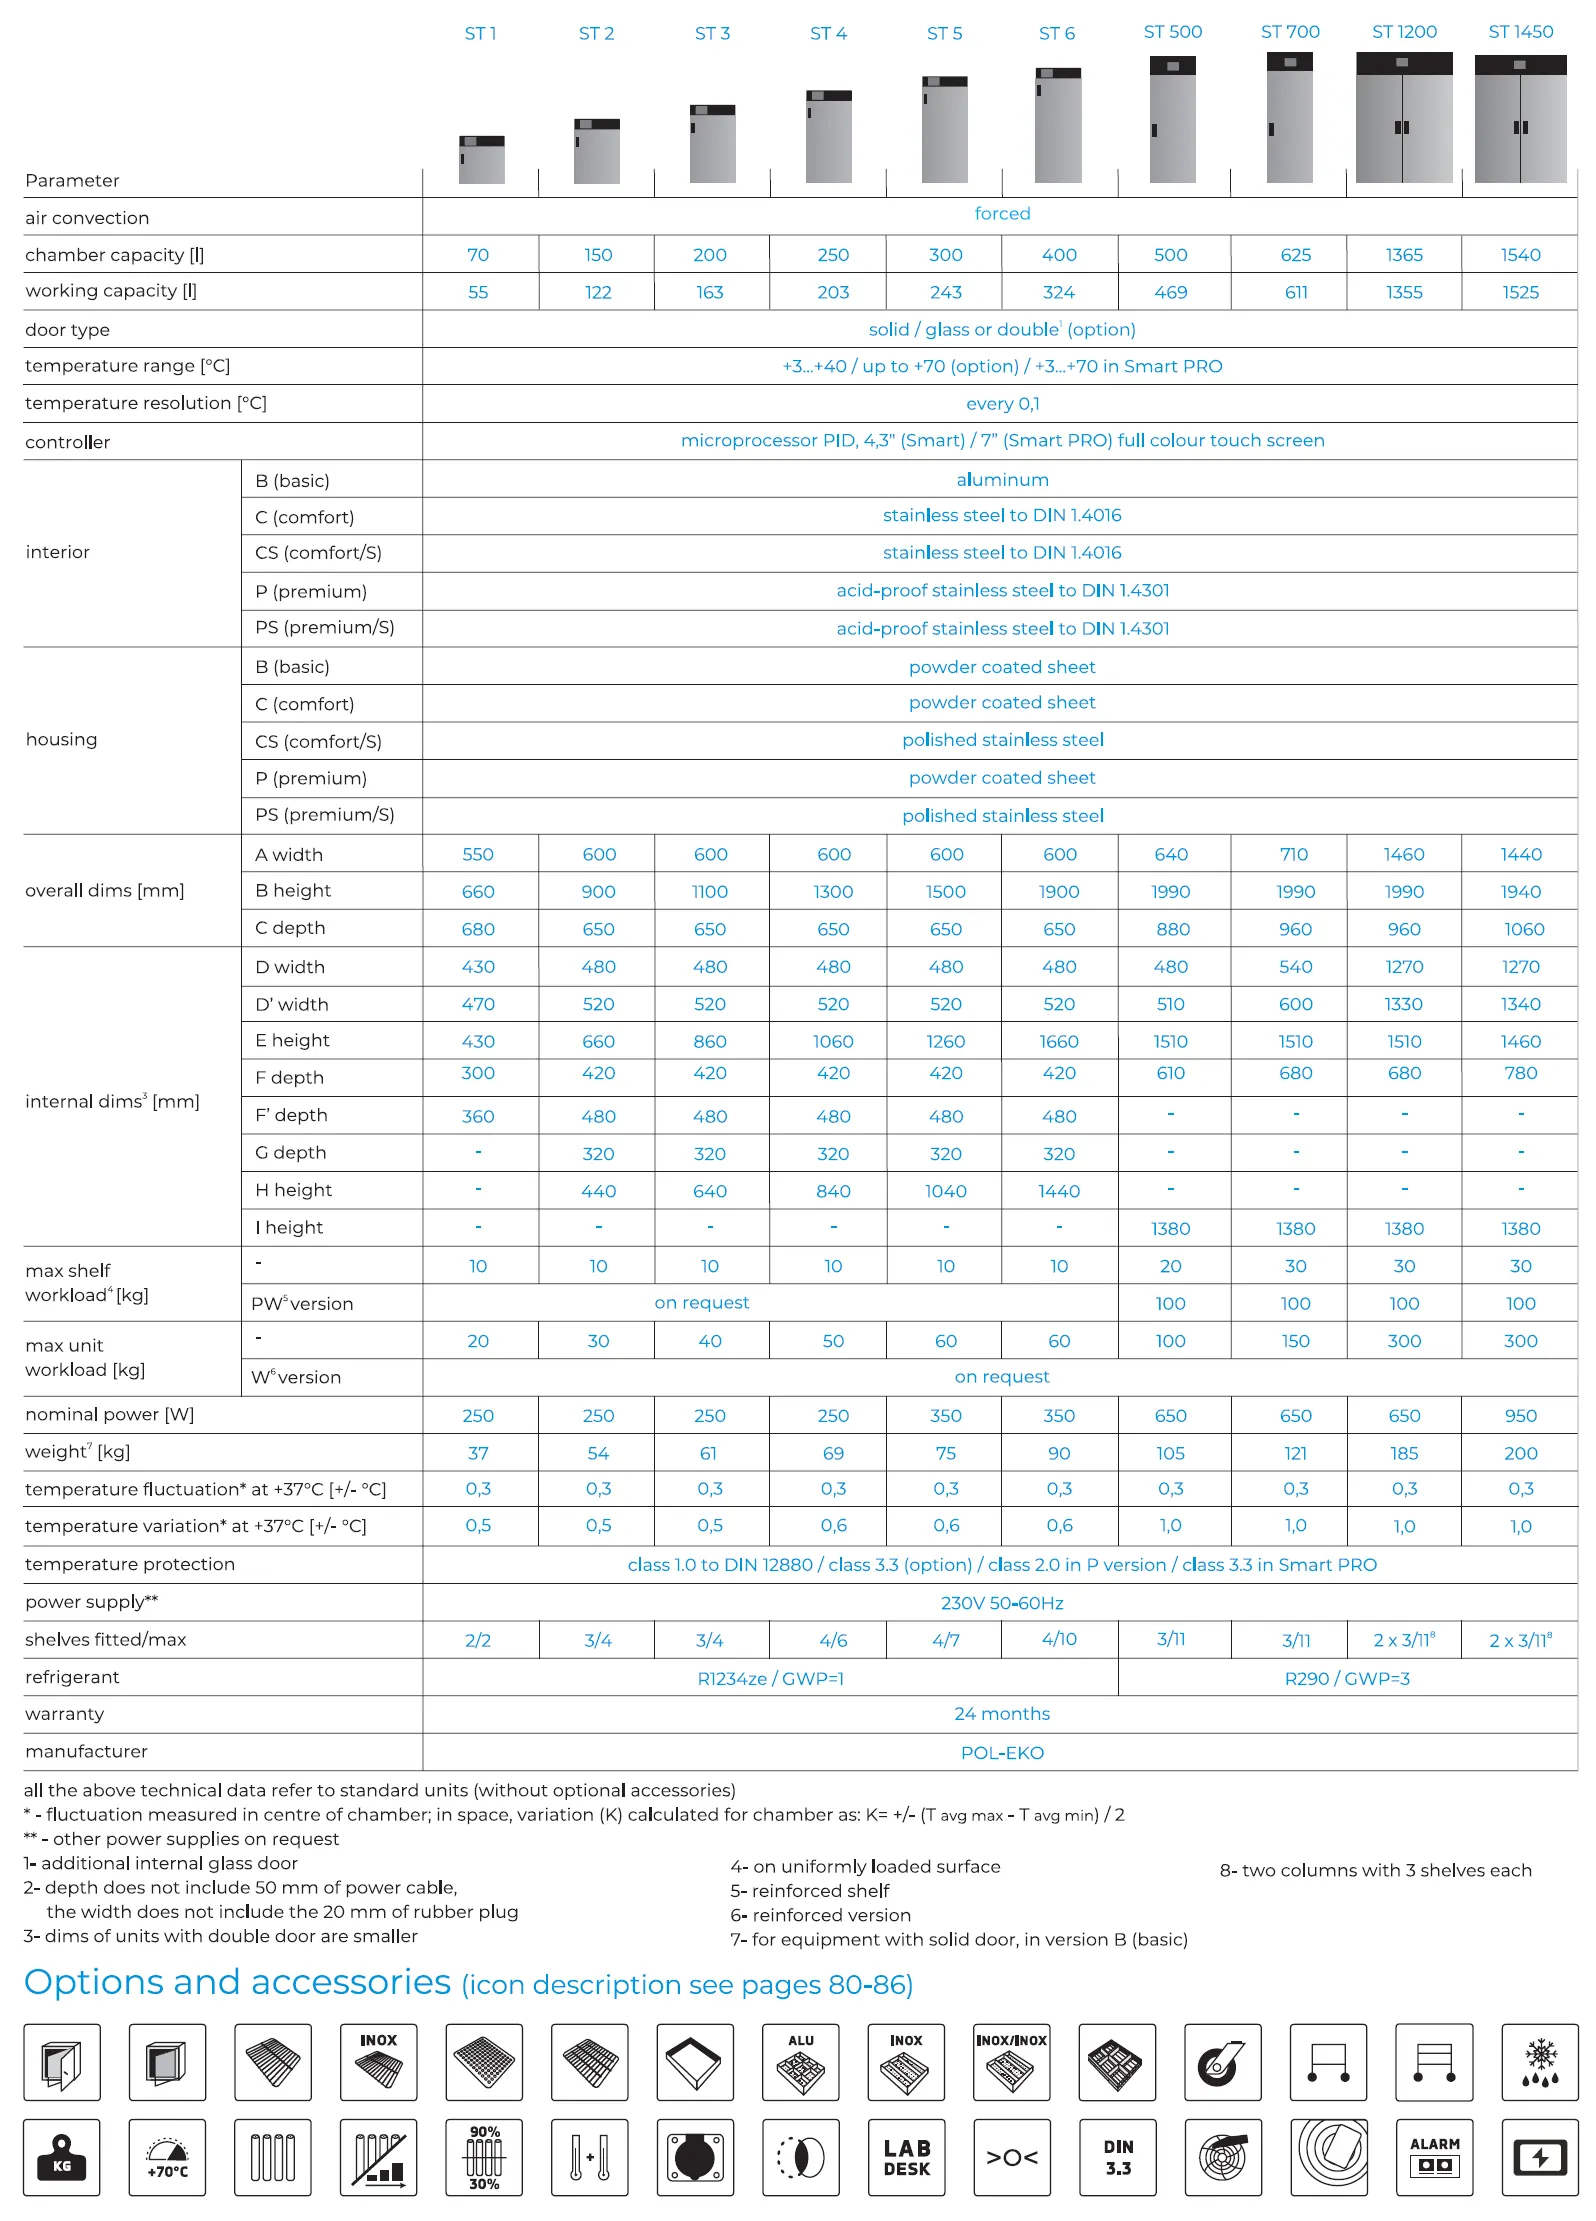 ST 1 ST 2 ST 3 ST 4 ST 5 ST 6 ST 500 ST 700 ST 1200 ST 1450
Parameter
air convection forced
chamber capacity [l] 70 150 200 250 300 400 500 625 1365 1540
working capacity [l] 55 122 163 203 243 324 469 611 1355 1525
door type solid / glass or double¹ (option)
temperature range [°C] +3...+40 / up to +70 (option) / +3...+70 in Smart PRO
temperature resolution [°C] every 0,1
controller microprocessor PID, 4,3" (Smart) / 7" (Smart PRO) full colour touch screen
interior
B (basic) aluminum
C (comfort) stainless steel to DIN 1.4016
CS (comfort/S) stainless steel to DIN 1.4016
P (premium) acid-proof stainless steel to DIN 1.4301
PS (premium/S) acid-proof stainless steel to DIN 1.4301
housing
B (basic) powder coated sheet
C (comfort) powder coated sheet
CS (comfort/S) polished stainless steel
P (premium) powder coated sheet
PS (premium/S) polished stainless steel
overall dims [mm]
A width 550 600 600 600 600 600 640 710 1460 1440
B height 660 900 1100 1300 1500 1900 1990 1990 1990 1940
C depth 680 650 650 650 650 650 880 960 960 1060
internal dims³ [mm]
D width 430 480 480 480 480 480 480 540 1270 1270
D’ width 470 520 520 520 520 520 510 600 1330 1340
E height 430 660 860 1060 1260 1660 1510 1510 1510 1460
F depth 300 420 420 420 420 420 610 680 680 780
F’ depth 360 480 480 480 480 480 - - - -
G depth - 320 320 320 320 320 - - - -
H height - 440 640 840 1040 1440 - - - -
I height - - - - - - 1380 1380 1380 1380
max shelf
workload⁴ [kg]
- 10 10 10 10 10 10 20 30 30 30
PW⁵ version on request 100 100 100 100
max unit
workload [kg]
- 20 30 40 50 60 60 100 150 300 300
W⁶ version on request
nominal power [W] 250 250 250 250 350 350 650 650 650 950
weight⁷ [kg] 37 54 61 69 75 90 105 121 185 200
temperature fluctuation* at +37°C [+/- °C] 0,3 0,3 0,3 0,3 0,3 0,3 0,3 0,3 0,3 0,3
temperature variation* at +37°C [+/- °C] 0,5 0,5 0,5 0,6 0,6 0,6 1,0 1,0 1,0 1,0
temperature protection class 1.0 to DIN 12880 / class 3.3 (option) / class 2.0 in P version / class 3.3 in Smart PRO
power supply** 230V 50-60Hz
shelves fitted/max 2/2 3/4 3/4 4/6 4/7 4/10 3/11 3/11 2 x 3/11⁸ 2 x 3/11⁸
refrigerant R1234ze / GWP=1 R290 / GWP=3
warranty 24 months
manufacturer POL-EKO
all the above technical data refer to standard units (without optional accessories)
* - fluctuation measured in centre of chamber; in space, variation (K) calculated for chamber as: K= +/- (T avg max - T avg min) / 2
** - other power supplies on request
1- additional internal glass door
2- depth does not include 50 mm of power cable,
the width does not include the 20 mm of rubber plug
3- dims of units with double door are smaller
4- on uniformly loaded surface
5- reinforced shelf
6- reinforced version
7- for equipment with solid door, in version B (basic)
8- two columns with 3 shelves each
Options and accessories (icon description see pages 80-86)
INOX ALU INOX INOX/INOX
KG +70°C 90% 30% + LAB DESK >O< DIN 3.3 ALARM